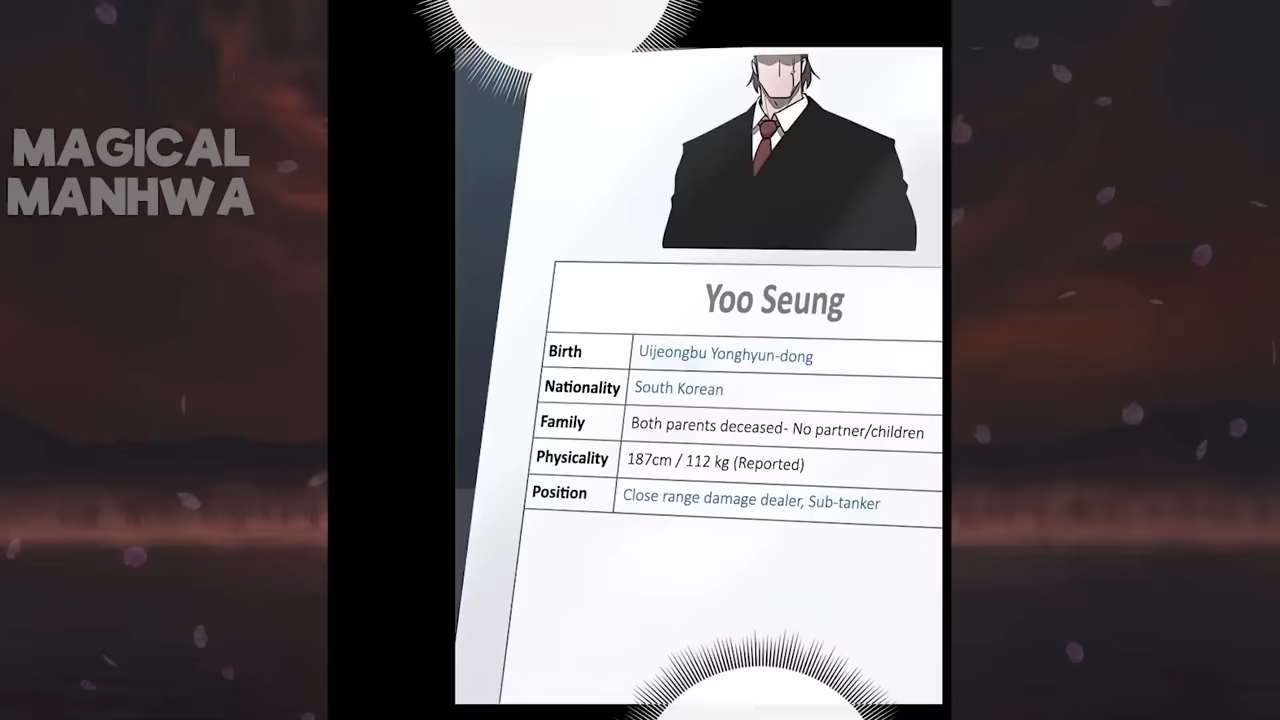 MAGICAL
MANHWA
Yoo Seung
Birth Uijeongbu Yonghyun-dong
Nationality South Korean
Family Both parents deceased- No partner/children
Physicality 187cm / 112 kg (Reported)
Position Close range damage dealer, Sub-tanker